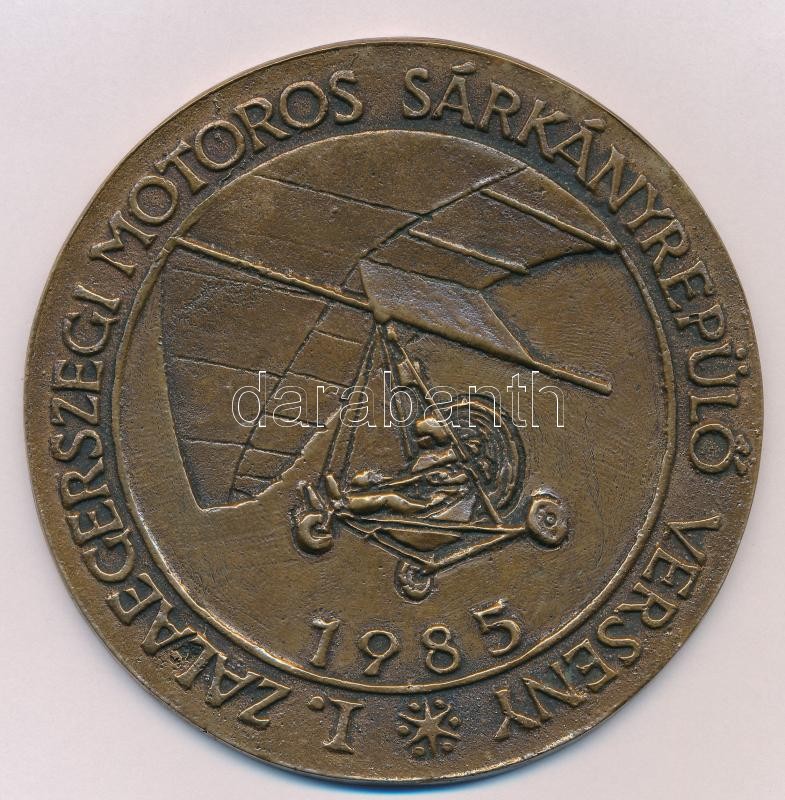 I. ZALAEGERSZEGI MOTOROS SÁRKÁNYREPÜLŐ VERSENY
1985
darabanth